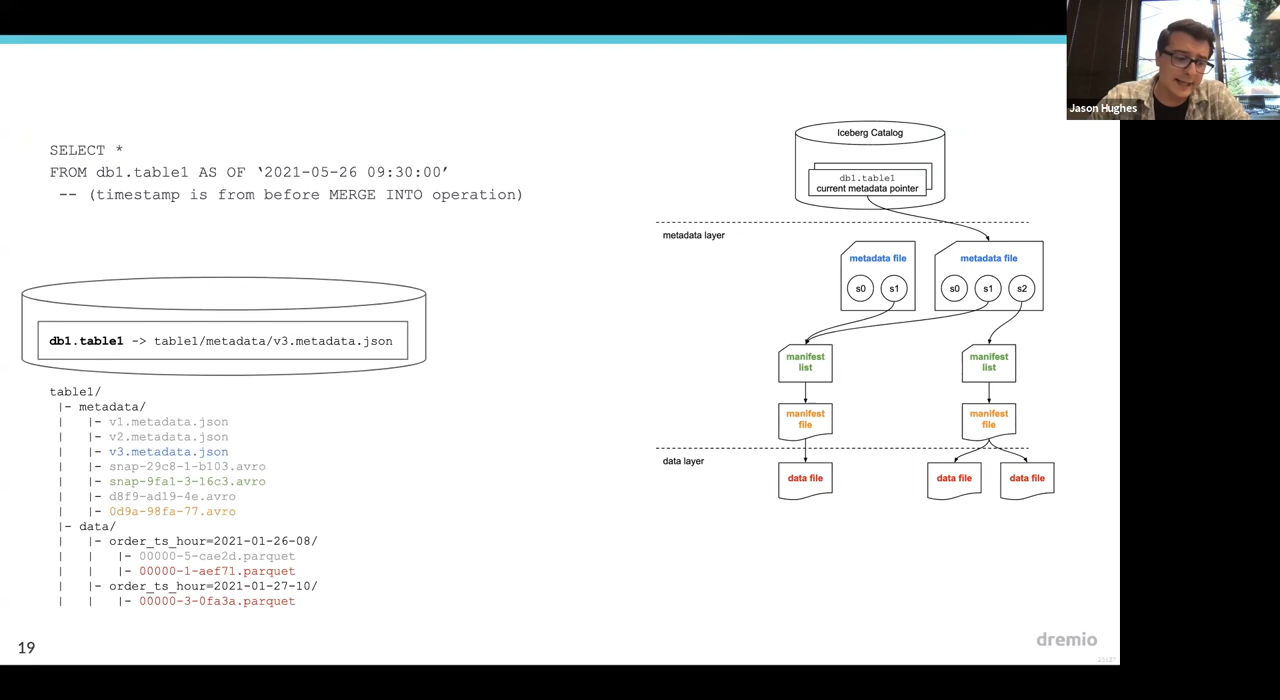 Jason Hughes
SELECT *
FROM db1.table1 AS OF ‘2021-05-26 09:30:00’
-- (timestamp is from before MERGE INTO operation)
db1.table1 -> table1/metadata/v3.metadata.json
table1/
|- metadata/
| |- v1.metadata.json
| |- v2.metadata.json
| |- v3.metadata.json
| |- snap-29c8-1-b103.avro
| |- snap-9fa1-3-16c3.avro
| |- d8f9-ad19-4e.avro
| |- 0d9a-98fa-77.avro
|- data/
| |- order_ts_hour=2021-01-26-08/
| | |- 00000-5-cae2d.parquet
| | |- 00000-1-aef71.parquet
| |- order_ts_hour=2021-01-27-10/
| | |- 00000-3-0fa3a.parquet
Iceberg Catalog
db1.table1
current metadata pointer
metadata layer
metadata file
s0 s1
metadata file
s0 s1 s2
manifest
list
manifest
list
manifest
file
manifest
file
data layer
data file
data file
data file
19
dremio